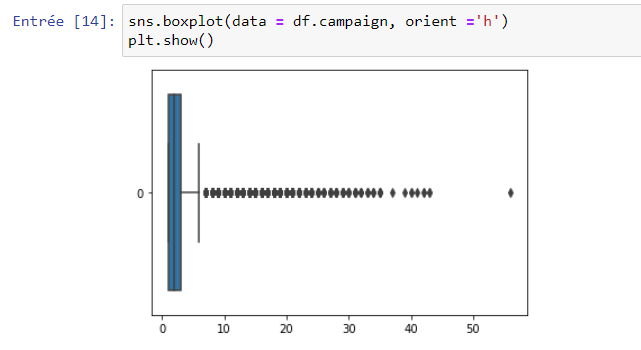 Entrée [14]: sns.boxplot(data = df.campaign, orient ='h')
plt.show()
0
0 10 20 30 40 50